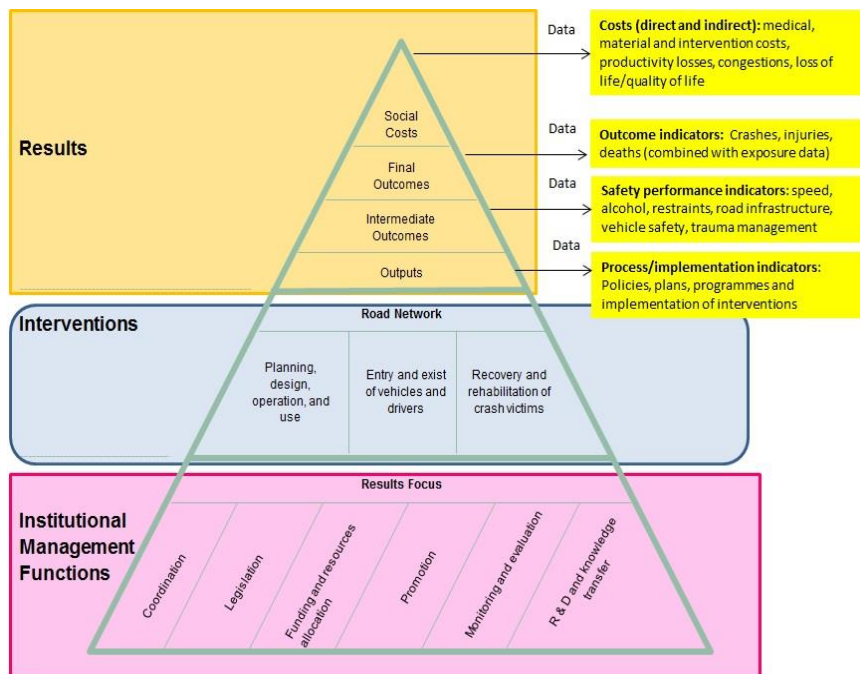 Results
Social
Costs
Final
Outcomes
Intermediate
Outcomes
Outputs
Data
Costs (direct and indirect): medical,
material and intervention costs,
productivity losses, congestions, loss of
life/quality of life
Data
Outcome indicators: Crashes, injuries,
deaths (combined with exposure data)
Data
Safety performance indicators: speed,
alcohol, restraints, road infrastructure,
vehicle safety, trauma management
Data
Process/implementation indicators:
Policies, plans, programmes and
implementation of interventions
Interventions
Road Network
Planning,
design,
operation, and
use
Entry and exist
of vehicles and
drivers
Recovery and
rehabilitation of
crash victims
Institutional
Management
Functions
Results Focus
Coordination
Legislation
Funding and resources
allocation
Promotion
Monitoring and evaluation
R & D and knowledge
transfer